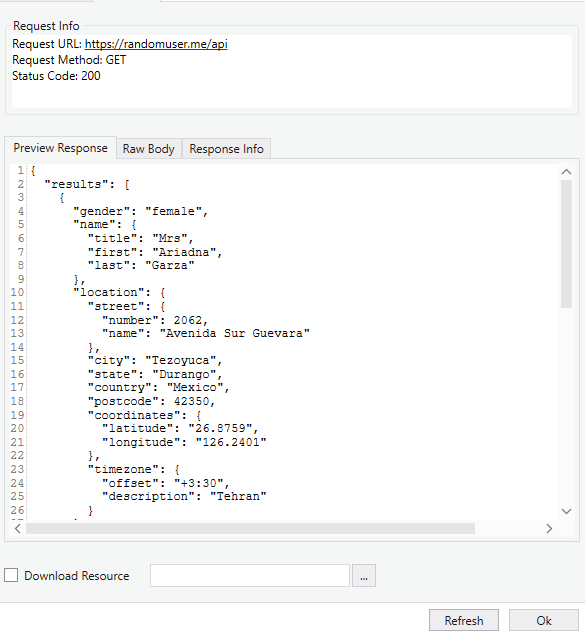 Request Info
Request URL: https://randomuser.me/api
Request Method: GET
Status Code: 200
Preview Response
Raw Body
Response Info
1 {
2   "results": [
3     {
4       "gender": "female",
5       "name": {
6         "title": "Mrs",
7         "first": "Ariadna",
8         "last": "Garza"
9       },
10       "location": {
11         "street": {
12           "number": 2062,
13           "name": "Avenida Sur Guevara"
14         },
15         "city": "Tezoyuca",
16         "state": "Durango",
17         "country": "Mexico",
18         "postcode": 42350,
19         "coordinates": {
20           "latitude": "26.8759",
21           "longitude": "126.2401"
22         },
23         "timezone": {
24           "offset": "+3:30",
25           "description": "Tehran"
26         }
Download Resource
...
Refresh
Ok